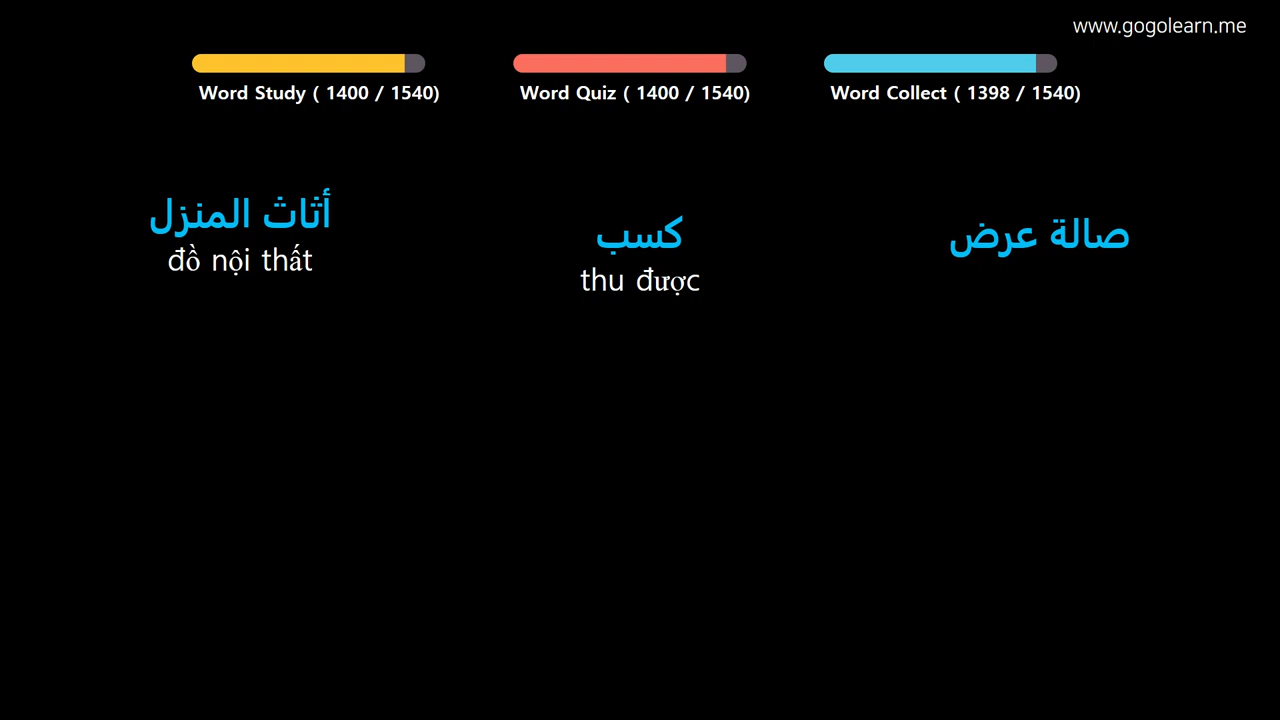 www.gogolearn.me
Word Study ( 1400 / 1540)
Word Quiz ( 1400 / 1540)
Word Collect ( 1398 / 1540)
أثاث المنزل
đồ nội thất
كسب
thu được
صالة عرض